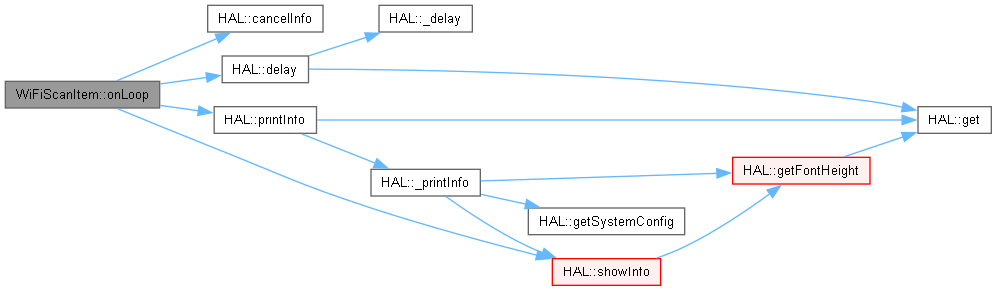 HAL::cancelInfo
HAL::_delay
HAL::delay
WiFiScanItem::onLoop
HAL::printInfo
HAL::get
HAL::getFontHeight
HAL::_printInfo
HAL::getSystemConfig
HAL::showInfo